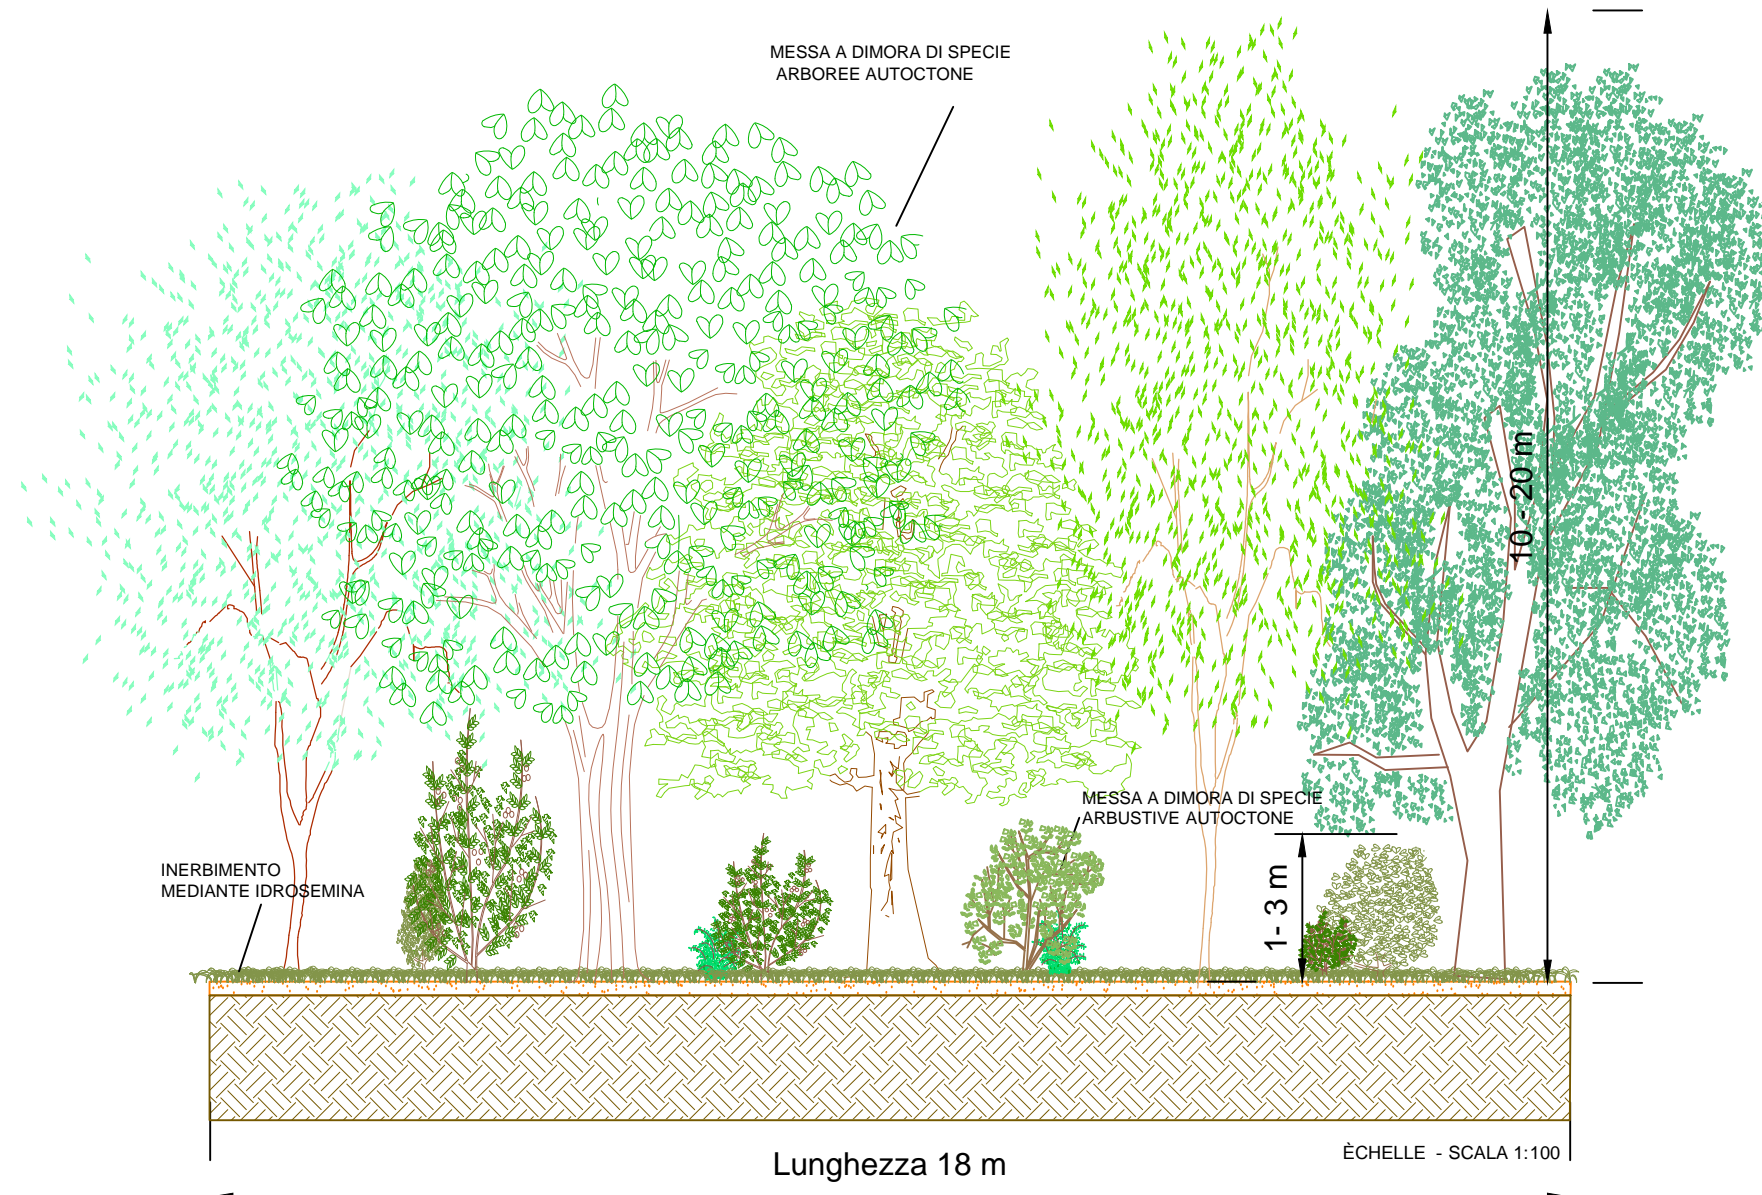 MESSA A DIMORA DI SPECIE
ARBOREE AUTOCTONE
10 - 20 m
MESSA A DIMORA DI SPECIE
ARBUSTIVE AUTOCTONE
1- 3 m
INERBIMENTO
MEDIANTE IDROSEMINA
ÈCHELLE - SCALA 1:100
Lunghezza 18 m